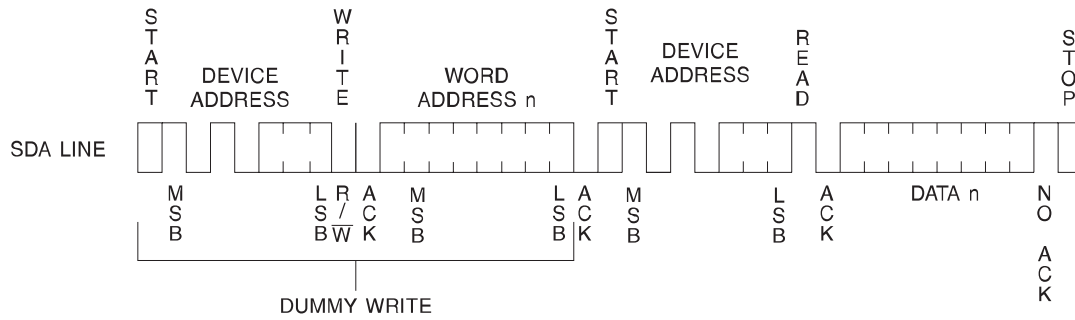 START
DEVICE
ADDRESS
WRITE
WORD
ADDRESS n
START
DEVICE
ADDRESS
READ
STOP
SDA LINE
MSB
LSB
R/W̅
ACK
MSB
LSB
ACK
MSB
LSB
ACK
DATA n
NO ACK
DUMMY WRITE